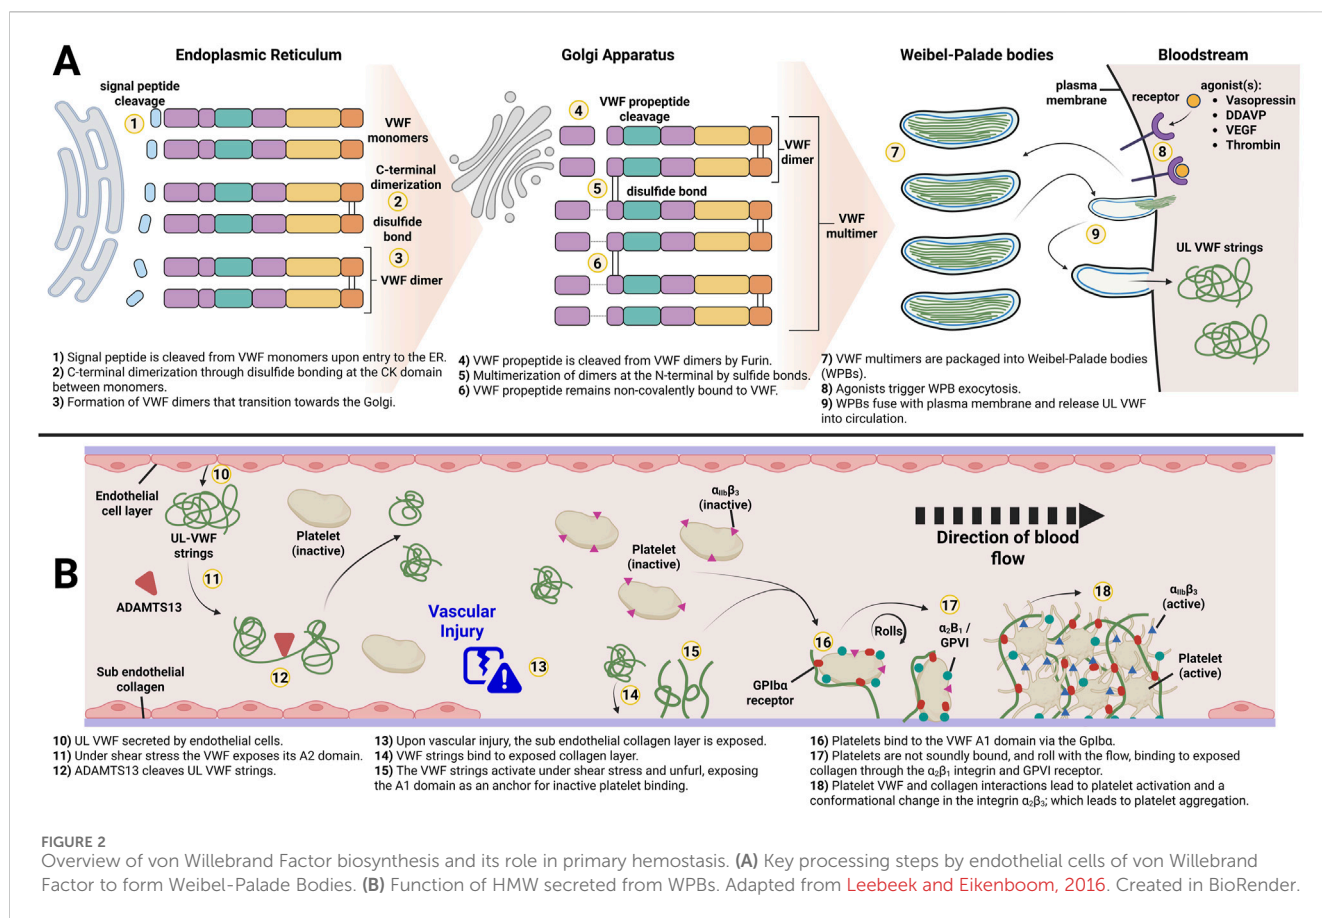 A
Endoplasmic Reticulum
Golgi Apparatus
Weibel-Palade bodies
Bloodstream
signal peptide
cleavage
1
VWF
monomers
C-terminal
dimerization
2
disulfide
bond
3
VWF dimer
4
VWF propeptide
cleavage
VWF
dimer
5
disulfide bond
VWF
multimer
6
7
plasma
membrane
receptor
agonist(s):
• Vasopressin
• DDAVP
• VEGF
• Thrombin
8
9
UL VWF strings
1) Signal peptide is cleaved from VWF monomers upon entry to the ER.
2) C-terminal dimerization through disulfide bonding at the CK domain
between monomers.
3) Formation of VWF dimers that transition towards the Golgi.
4) VWF propeptide is cleaved from VWF dimers by Furin.
5) Multimerization of dimers at the N-terminal by sulfide bonds.
6) VWF propeptide remains non-covalently bound to VWF.
7) VWF multimers are packaged into Weibel-Palade bodies
(WPBs).
8) Agonists trigger WPB exocytosis.
9) WPBs fuse with plasma membrane and release UL VWF
into circulation.
B
10
Endothelial
cell layer
UL-VWF
strings
Platelet
(inactive)
11
ADAMTS13
12
Sub endothelial
collagen
Vascular
Injury
13
αIIbβ3
(inactive)
Platelet
(inactive)
14
15
Direction of blood
flow
16
GPIbα
receptor
Rolls
17
α2B1 /
GPVI
18
αIIbβ3
(active)
Platelet
(active)
10) UL VWF secreted by endothelial cells.
11) Under shear stress the VWF exposes its A2 domain.
12) ADAMTS13 cleaves UL VWF strings.
13) Upon vascular injury, the sub endothelial collagen layer is exposed.
14) VWF strings bind to exposed collagen layer.
15) The VWF strings activate under shear stress and unfurl, exposing
the A1 domain as an anchor for inactive platelet binding.
16) Platelets bind to the VWF A1 domain via the GpIbα.
17) Platelets are not soundly bound, and roll with the flow, binding to exposed
collagen through the α2β1 integrin and GPVI receptor.
18) Platelet VWF and collagen interactions lead to platelet activation and a
conformational change in the integrin α2β3; which leads to platelet aggregation.
FIGURE 2
Overview of von Willebrand Factor biosynthesis and its role in primary hemostasis. (A) Key processing steps by endothelial cells of von Willebrand
Factor to form Weibel-Palade Bodies. (B) Function of HMW secreted from WPBs. Adapted from Leebeek and Eikenboom, 2016. Created in BioRender.